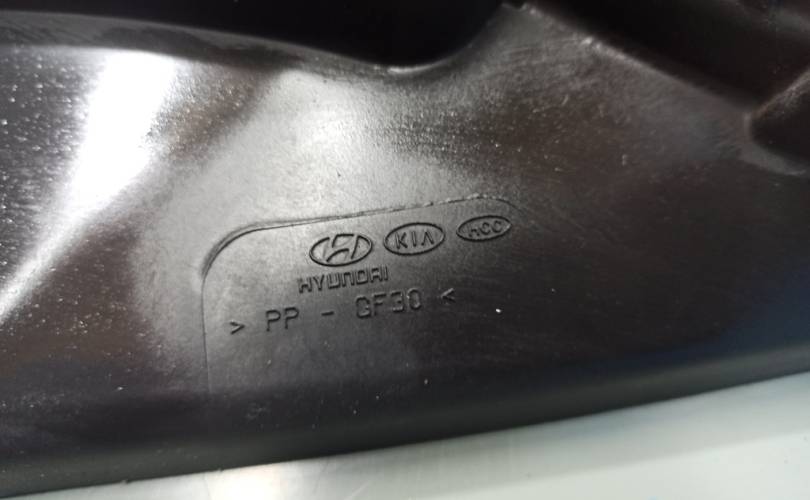 KIA HCC
HYUNDAI
> PP - GF30 <